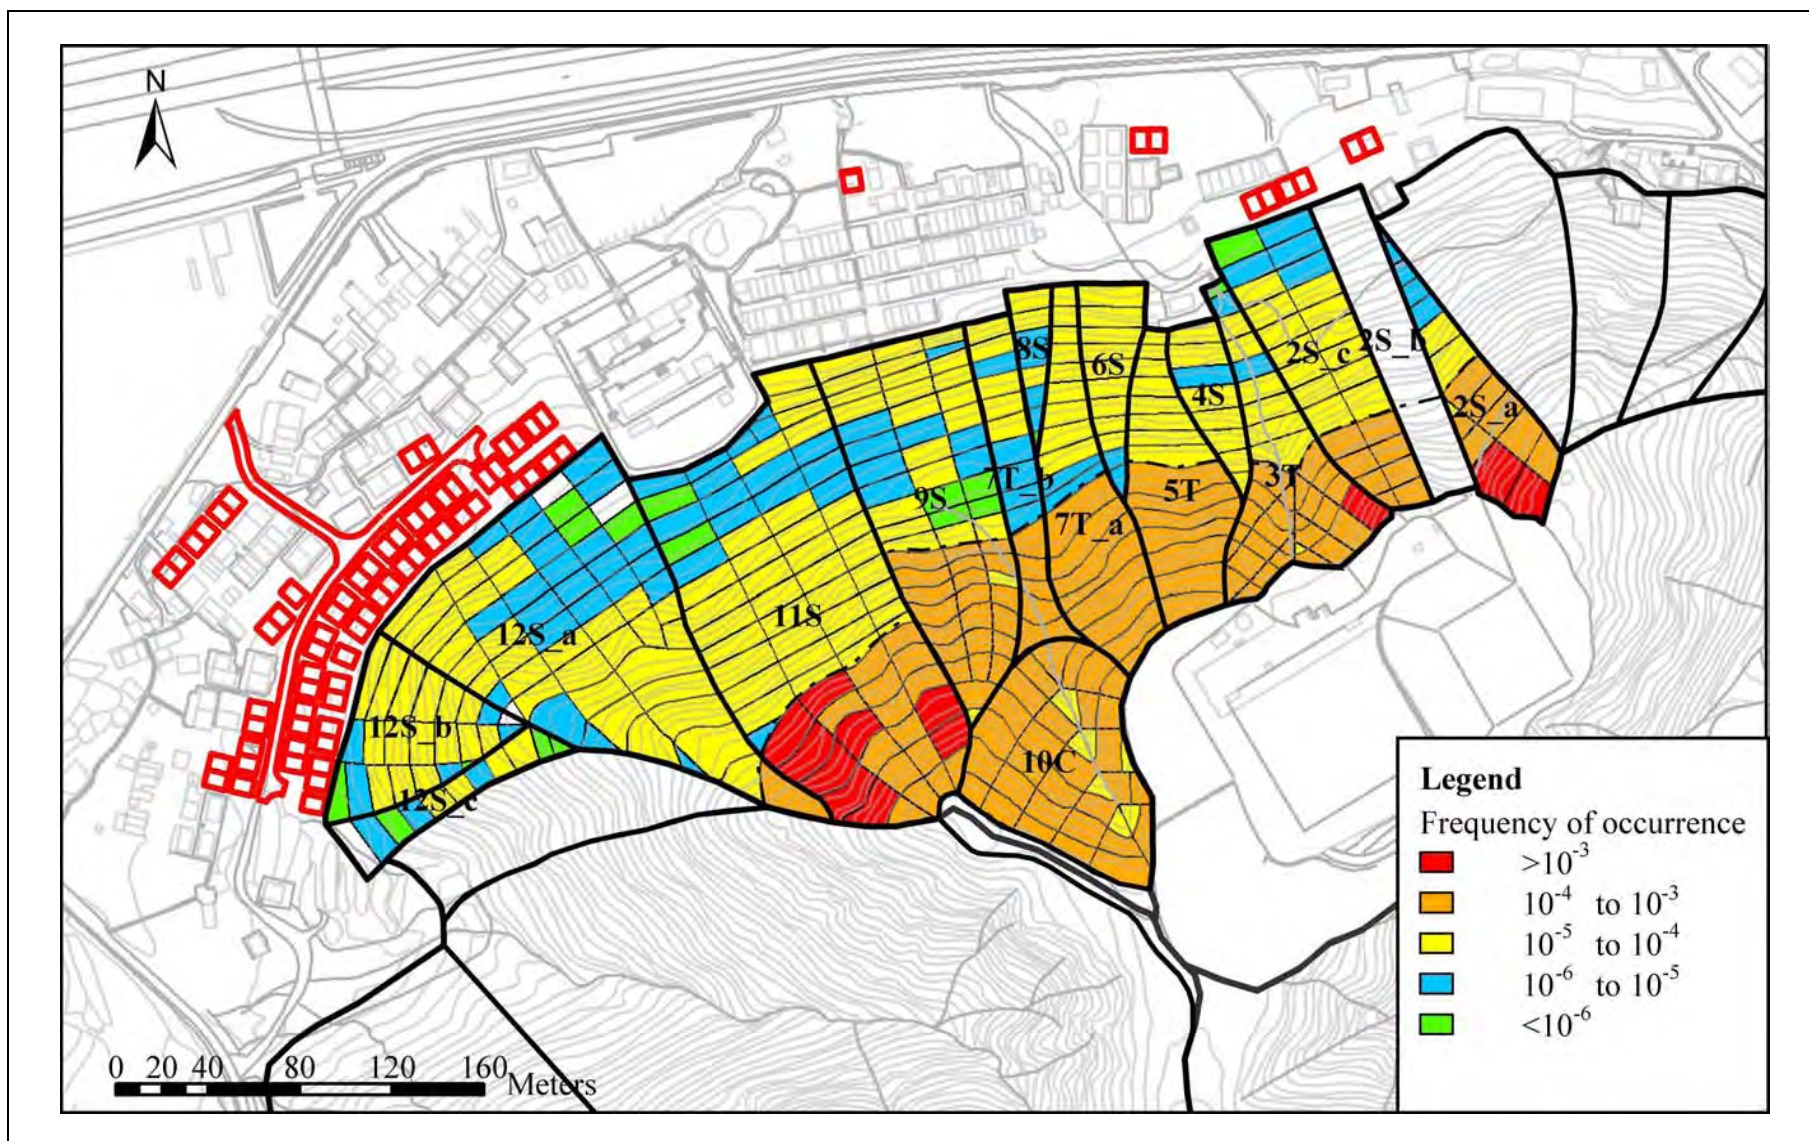 N
8S
6S
2S_c
2S_b
4S
2S_a
9S
7T_b
5T
3T
7T_a
11S
12S_a
12S_b
10C
12S_c
Legend
Frequency of occurrence
>10⁻³
10⁻⁴ to 10⁻³
10⁻⁵ to 10⁻⁴
10⁻⁶ to 10⁻⁵
<10⁻⁶
0 20 40 80 120 160 Meters